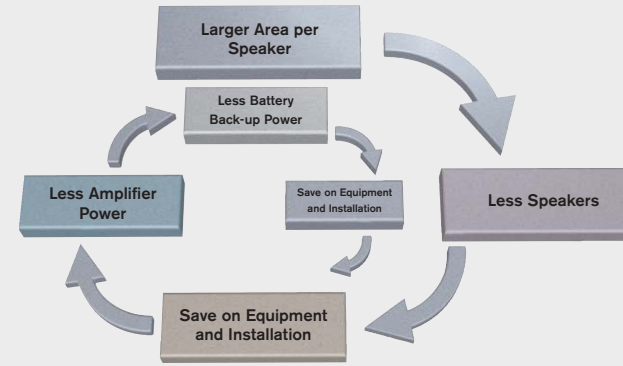 Larger Area per
Speaker
Less Battery
Back-up Power
Less Amplifier
Power
Save on Equipment
and Installation
Less Speakers
Save on Equipment
and Installation